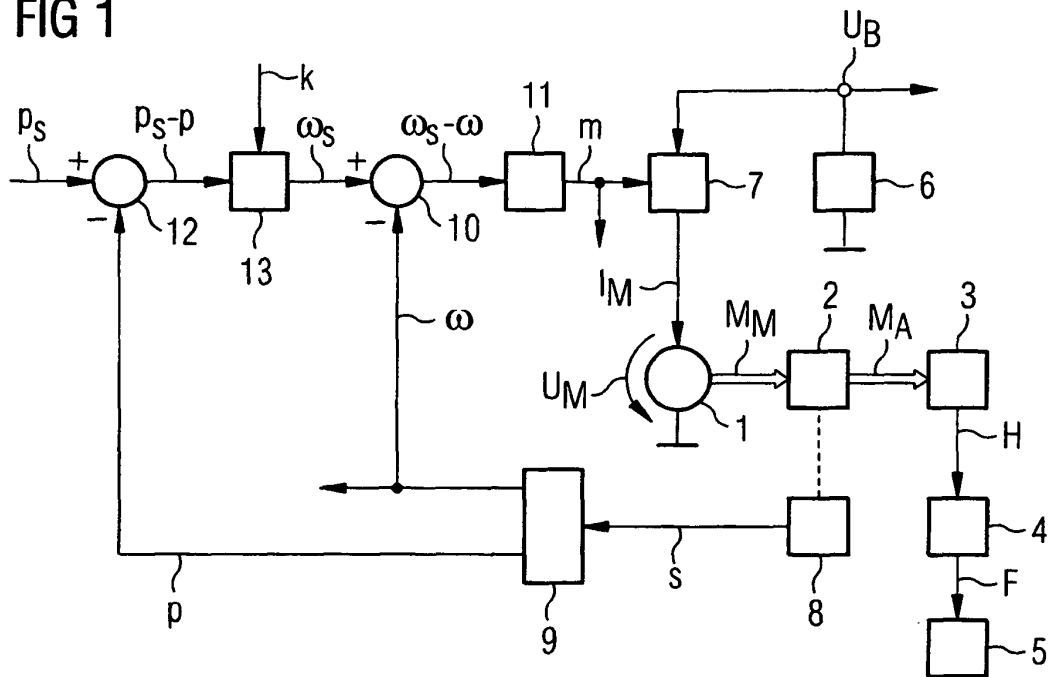 FIG 1
U_B
k
11
p_S
+
p_S-p
ω_S
+
ω_S-ω
m
−
12
13
−
10
7
6
I_M
ω
U_M
1
M_M
2
M_A
3
H
4
F
5
s
8
9
p